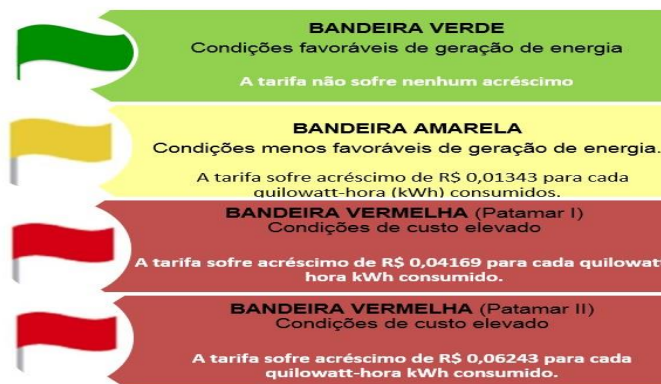 BANDEIRA VERDE
Condições favoráveis de geração de energia
A tarifa não sofre nenhum acréscimo
BANDEIRA AMARELA
Condições menos favoráveis de geração de energia.
A tarifa sofre acréscimo de R$ 0,01343 para cada
quilowatt-hora (kWh) consumidos.
BANDEIRA VERMELHA (Patamar I)
Condições de custo elevado
A tarifa sofre acréscimo de R$ 0,04169 para cada quilowatt-
hora kWh consumido.
BANDEIRA VERMELHA (Patamar II)
Condições de custo elevado
A tarifa sofre acréscimo de R$ 0,06243 para cada
quilowatt-hora kWh consumido.